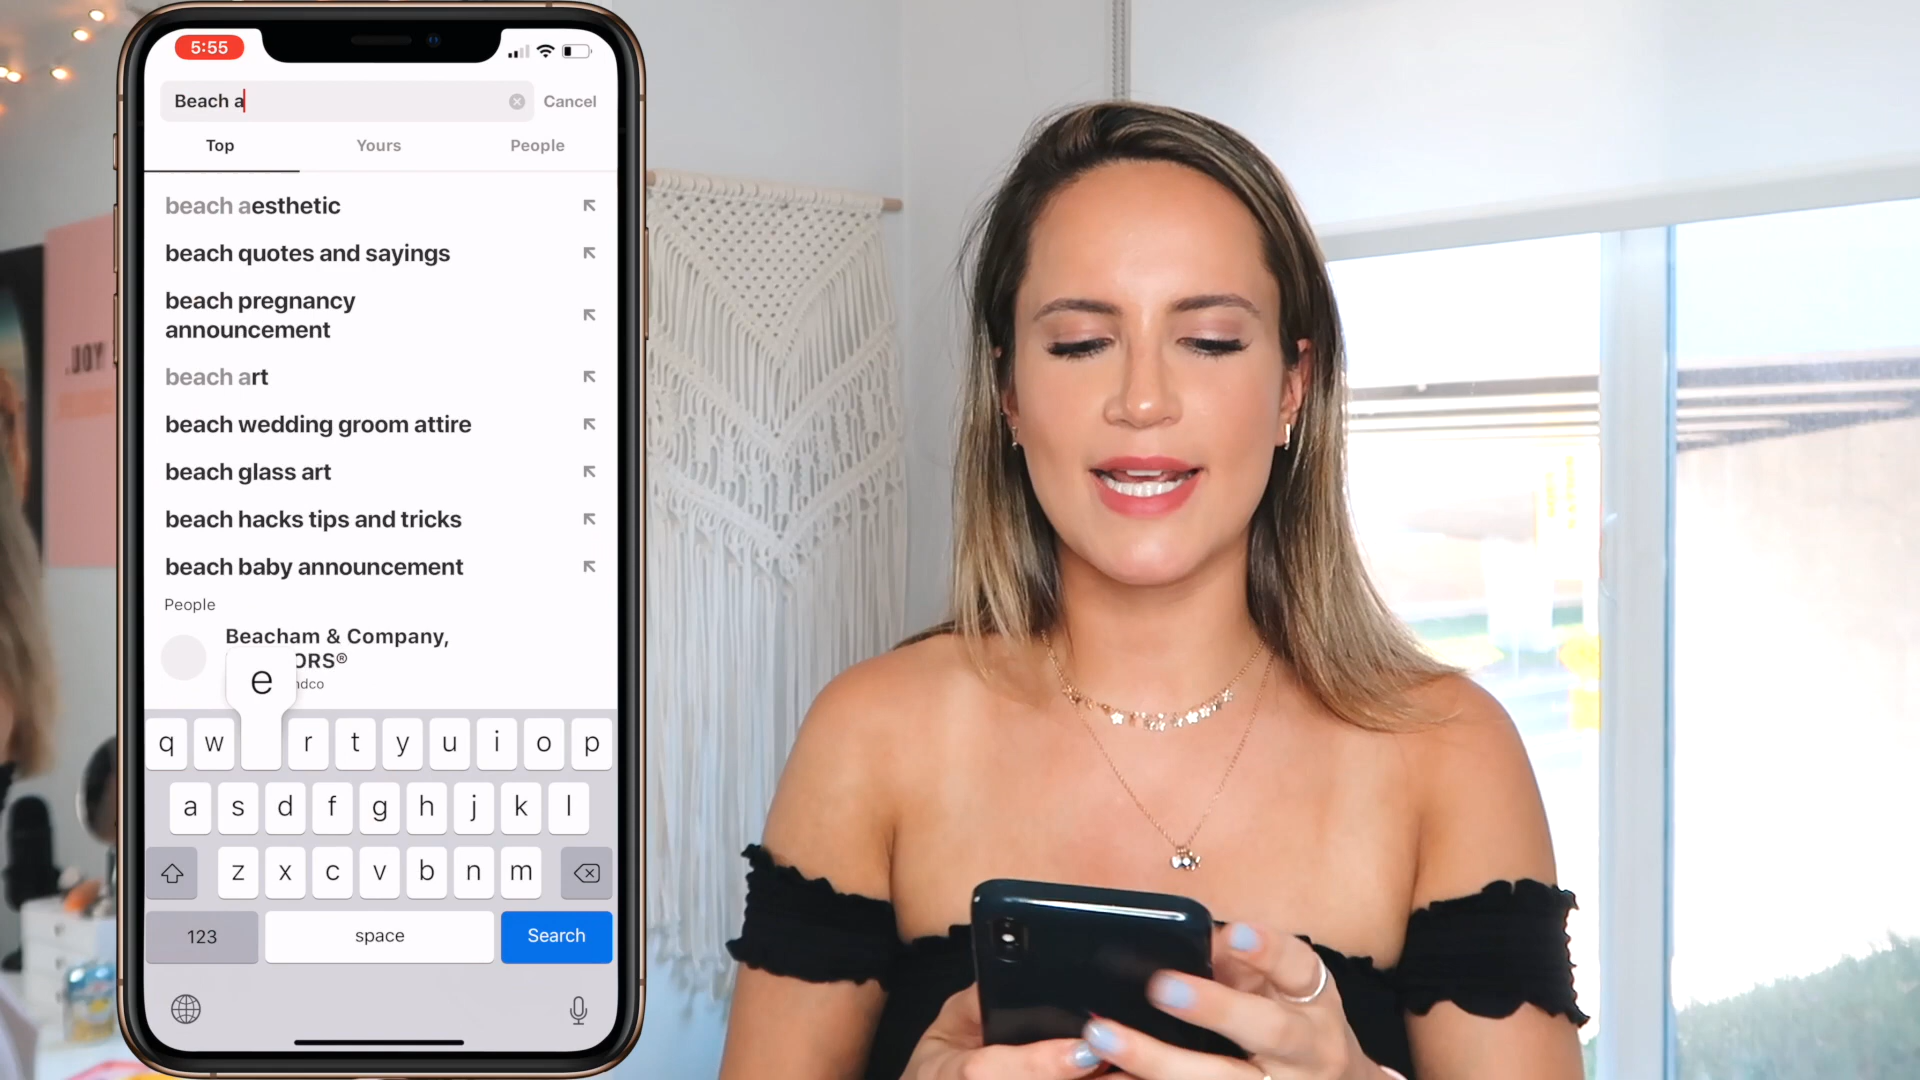 5:55
Beach a
Cancel
Top
Yours
People
beach aesthetic
beach quotes and sayings
beach pregnancy
announcement
beach art
beach wedding groom attire
beach glass art
beach hacks tips and tricks
beach baby announcement
People
Beacham & Company,
ORS®
ndco
e
q w r t y u i o p
a s d f g h j k l
z x c v b n m
123
space
Search
JOY